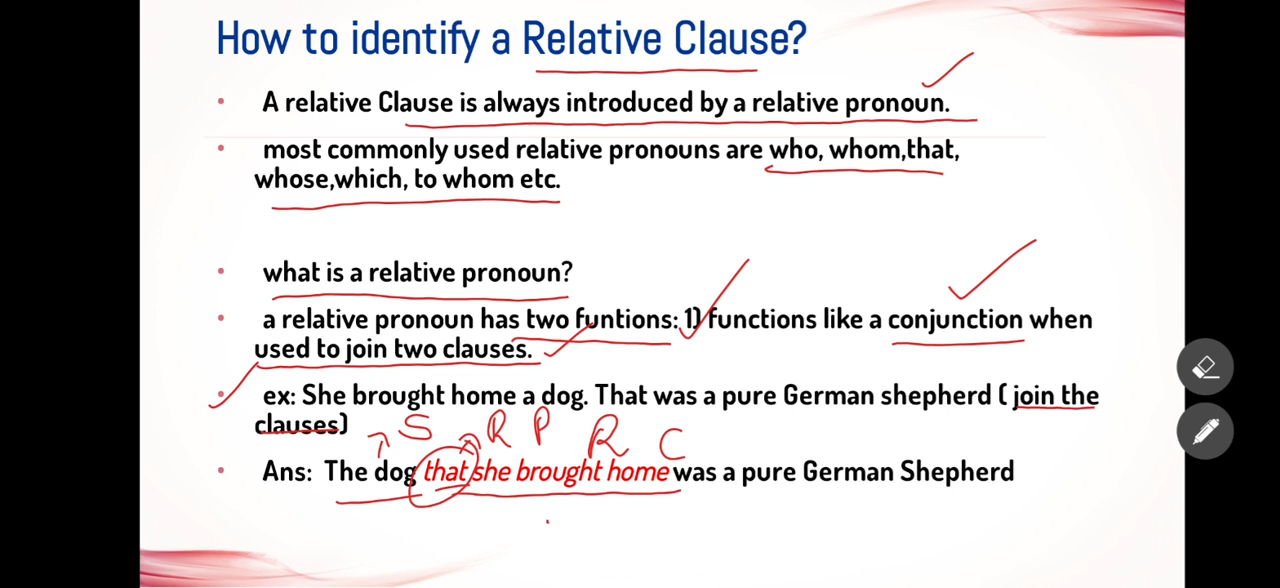 How to identify a Relative Clause?
• A relative Clause is always introduced by a relative pronoun.
• most commonly used relative pronouns are who, whom,that,
whose,which, to whom etc.
• what is a relative pronoun?
• a relative pronoun has two funtions: 1) functions like a conjunction when
used to join two clauses.
• ex: She brought home a dog. That was a pure German shepherd ( join the
clauses)
S R P R C
• Ans: The dog that she brought home was a pure German Shepherd